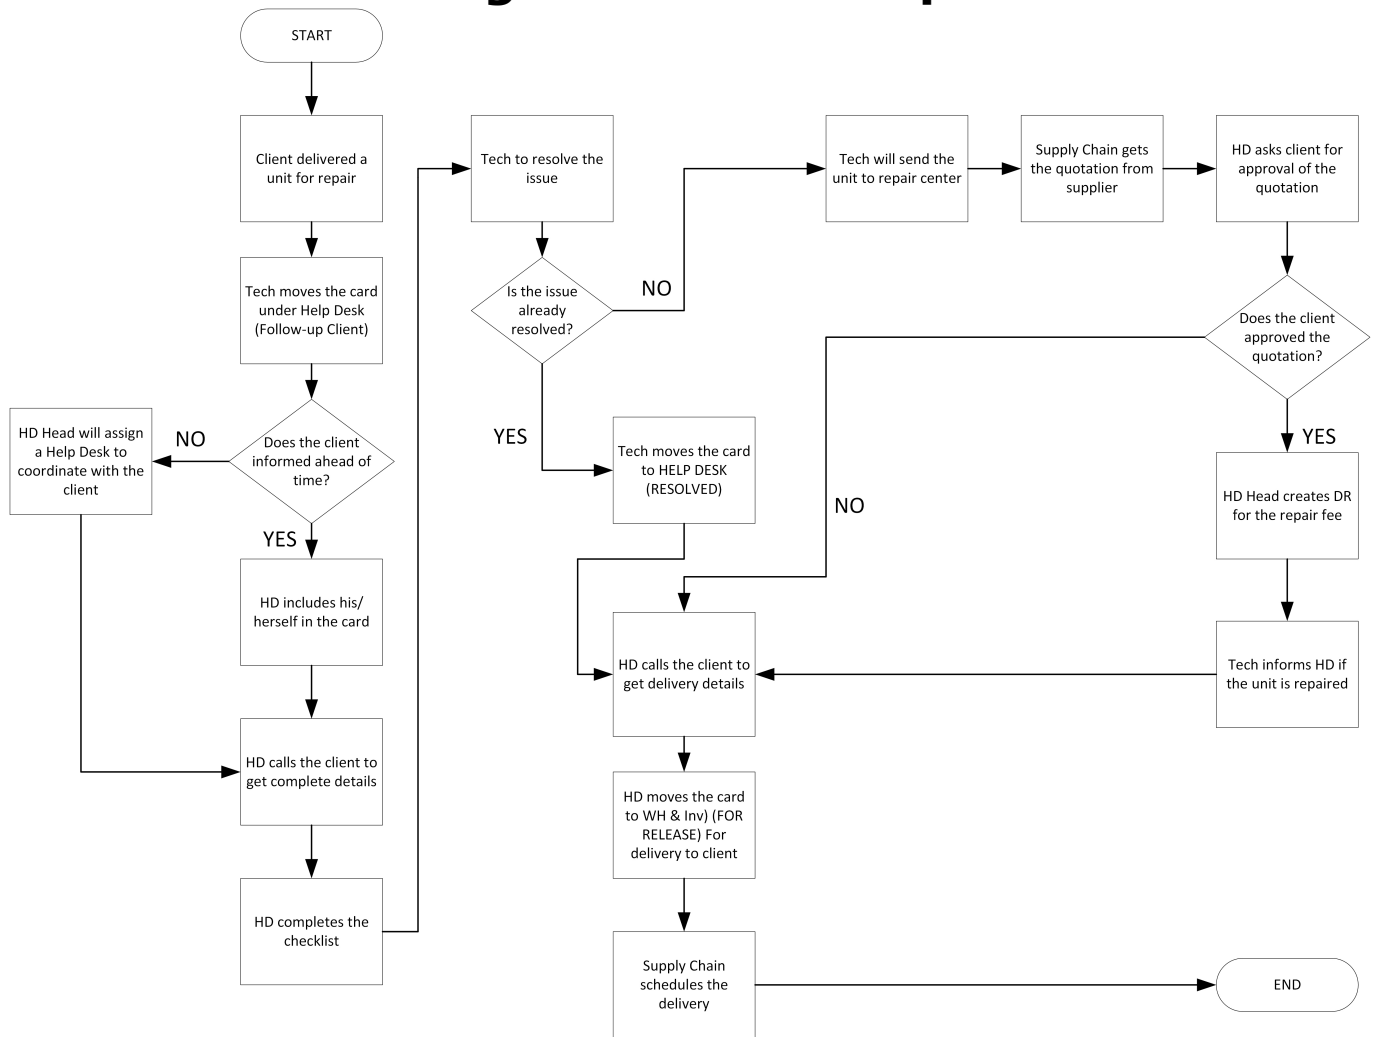 START
Client delivered a
unit for repair
Tech moves the card
under Help Desk
(Follow-up Client)
Does the client
informed ahead of
time?
NO
HD Head will assign
a Help Desk to
coordinate with the
client
YES
HD includes his/
herself in the card
HD calls the client to
get complete details
HD completes the
checklist
Tech to resolve the
issue
Is the issue
already
resolved?
NO
YES
Tech moves the card
to HELP DESK
(RESOLVED)
Tech will send the
unit to repair center
Supply Chain gets
the quotation from
supplier
HD asks client for
approval of the
quotation
Does the client
approved the
quotation?
NO
YES
HD Head creates DR
for the repair fee
Tech informs HD if
the unit is repaired
HD calls the client to
get delivery details
HD moves the card
to WH & Inv) (FOR
RELEASE) For
delivery to client
Supply Chain
schedules the
delivery
END